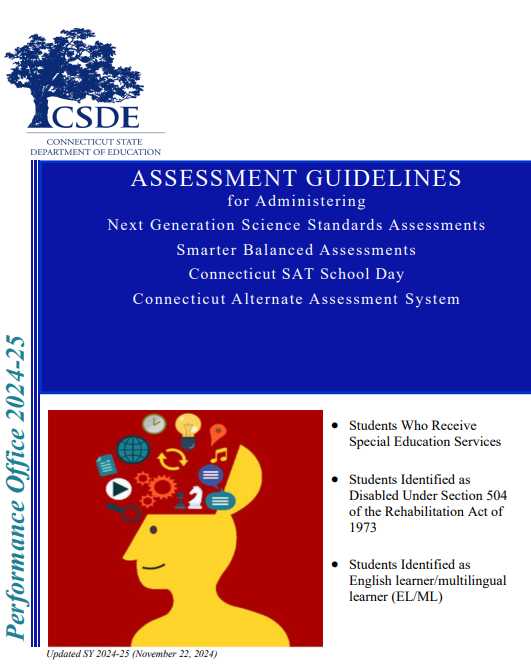 CSDE
CONNECTICUT STATE
DEPARTMENT OF EDUCATION
ASSESSMENT GUIDELINES
for Administering
Next Generation Science Standards Assessments
Smarter Balanced Assessments
Connecticut SAT School Day
Connecticut Alternate Assessment System
Performance Office 2024-25
• Students Who Receive
Special Education Services
• Students Identified as
Disabled Under Section 504
of the Rehabilitation Act of
1973
• Students Identified as
English learner/multilingual
learner (EL/ML)
Updated SY 2024-25 (November 22, 2024)